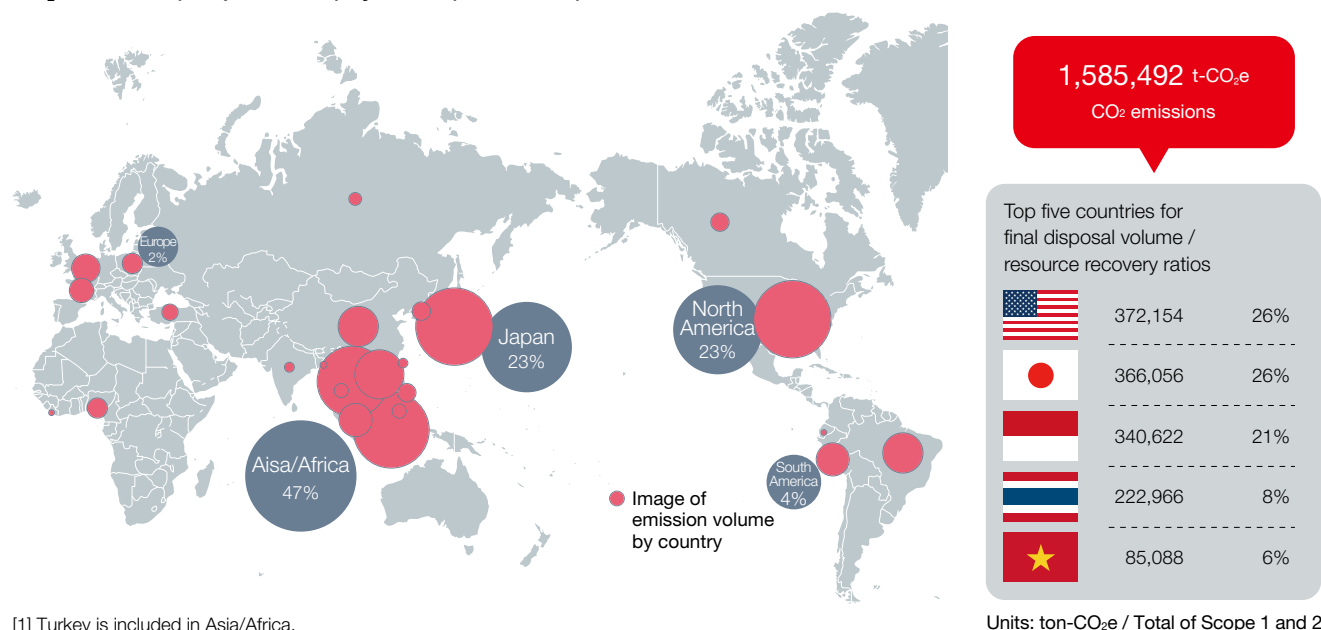 Europe
2%
Japan
23%
North
America
23%
Aisa/Africa
47%
South
America
4%
Image of
emission volume
by country
[1] Turkey is included in Asia/Africa.
1,585,492 t-CO₂e
CO₂ emissions
Top five countries for
final disposal volume /
resource recovery ratios
372,154 26%
366,056 26%
340,622 21%
222,966 8%
85,088 6%
Units: ton-CO₂e / Total of Scope 1 and 2